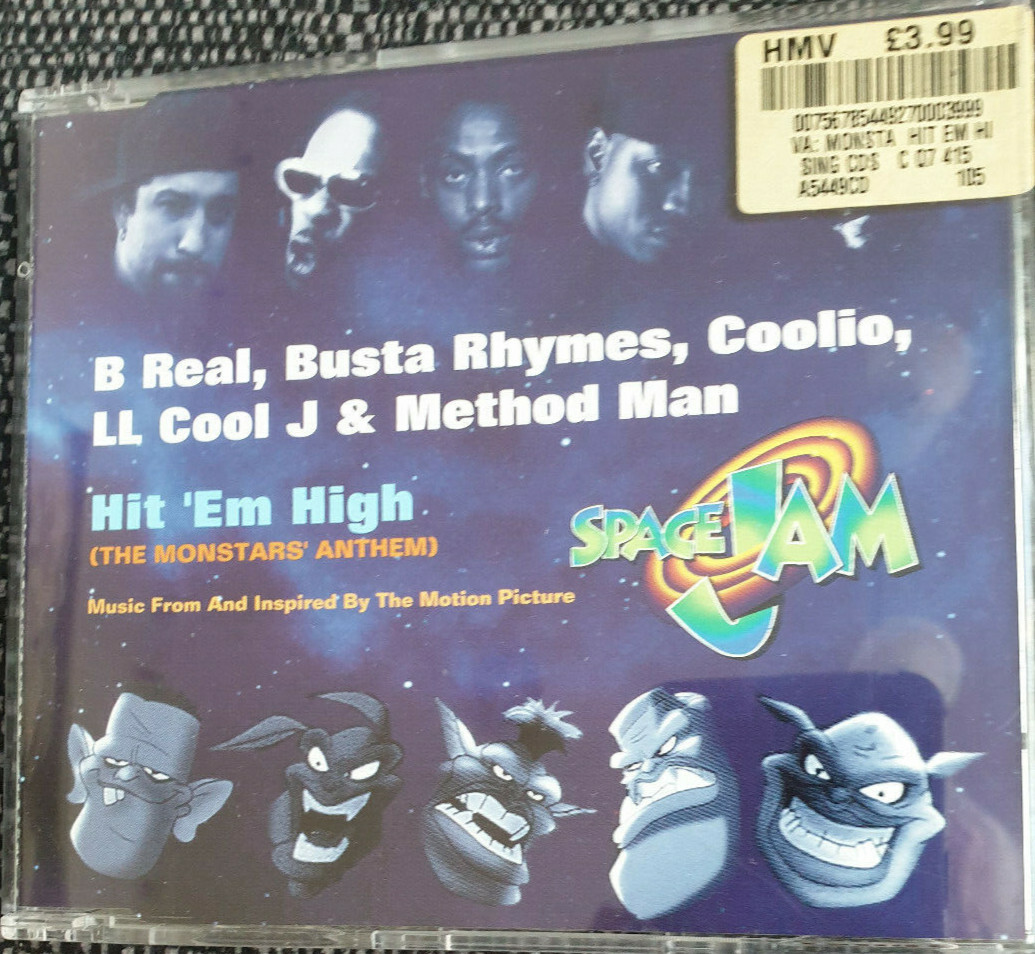 HMV £3.99
00756785448270003999
VA: MONSTA HIT EM HI
SING CDS C 07 415
A5449CD 105
B Real, Busta Rhymes, Coolio,
LL Cool J & Method Man
Hit 'Em High
(THE MONSTARS' ANTHEM)
SPACE JAM
Music From And Inspired By The Motion Picture